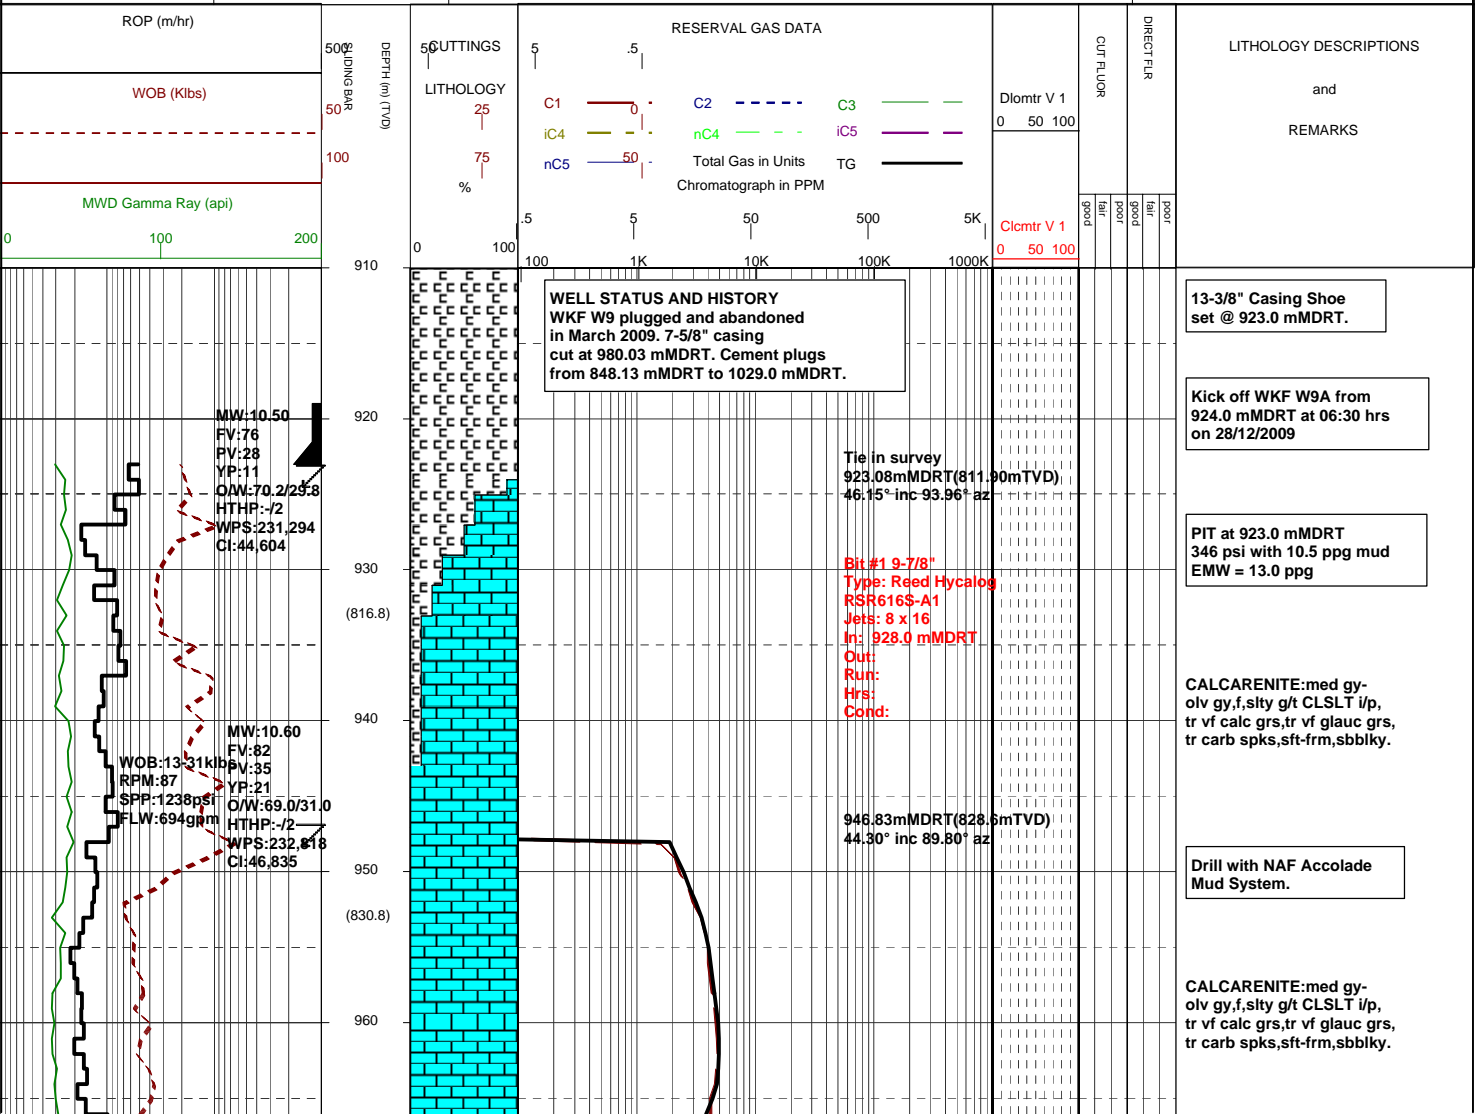 ROP (m/hr)
500
50
WOB (Klbs)
50
0
100
50
MWD Gamma Ray (api)
0 100 200
SLIDING BAR
DEPTH (m) (TVD)
CUTTINGS
LITHOLOGY
25
75
%
0 100
RESERVAL GAS DATA
5 .5
C1 C2 C3
iC4 nC4 iC5
nC5 Total Gas in Units TG
Chromatograph in PPM
.5 5 50 500 5K
100 1K 10K 100K 1000K
Dlomtr V 1
0 50 100
Clcmtr V 1
0 50 100
CUT FLUOR
DIRECT FLR
good fair poor good fair poor
LITHOLOGY DESCRIPTIONS
and
REMARKS
910
920
930
(816.8)
940
950
(830.8)
960
MW:10.50
FV:76
PV:28
YP:11
O/W:70.2/29.8
HTHP:-/2
WPS:231,294
Cl:44,604
WOB:13-31klbs
RPM:87
SPP:1238psi
FLW:694gpm
MW:10.60
FV:82
PV:35
YP:21
O/W:69.0/31.0
HTHP:-/2
WPS:232,818
Cl:46,835
WELL STATUS AND HISTORY
WKF W9 plugged and abandoned
in March 2009. 7-5/8" casing
cut at 980.03 mMDRT. Cement plugs
from 848.13 mMDRT to 1029.0 mMDRT.
Tie in survey
923.08mMDRT(811.90mTVD)
46.15° inc 93.96° az
Bit #1 9-7/8"
Type: Reed Hycalog
RSR616S-A1
Jets: 8 x 16
In: 928.0 mMDRT
Out:
Run:
Hrs:
Cond:
946.83mMDRT(828.6mTVD)
44.30° inc 89.80° az
13-3/8" Casing Shoe
set @ 923.0 mMDRT.
Kick off WKF W9A from
924.0 mMDRT at 06:30 hrs
on 28/12/2009
PIT at 923.0 mMDRT
346 psi with 10.5 ppg mud
EMW = 13.0 ppg
CALCARENITE:med gy-
olv gy,f,slty g/t CLSLT i/p,
tr vf calc grs,tr vf glauc grs,
tr carb spks,sft-frm,sbblky.
Drill with NAF Accolade
Mud System.
CALCARENITE:med gy-
olv gy,f,slty g/t CLSLT i/p,
tr vf calc grs,tr vf glauc grs,
tr carb spks,sft-frm,sbblky.